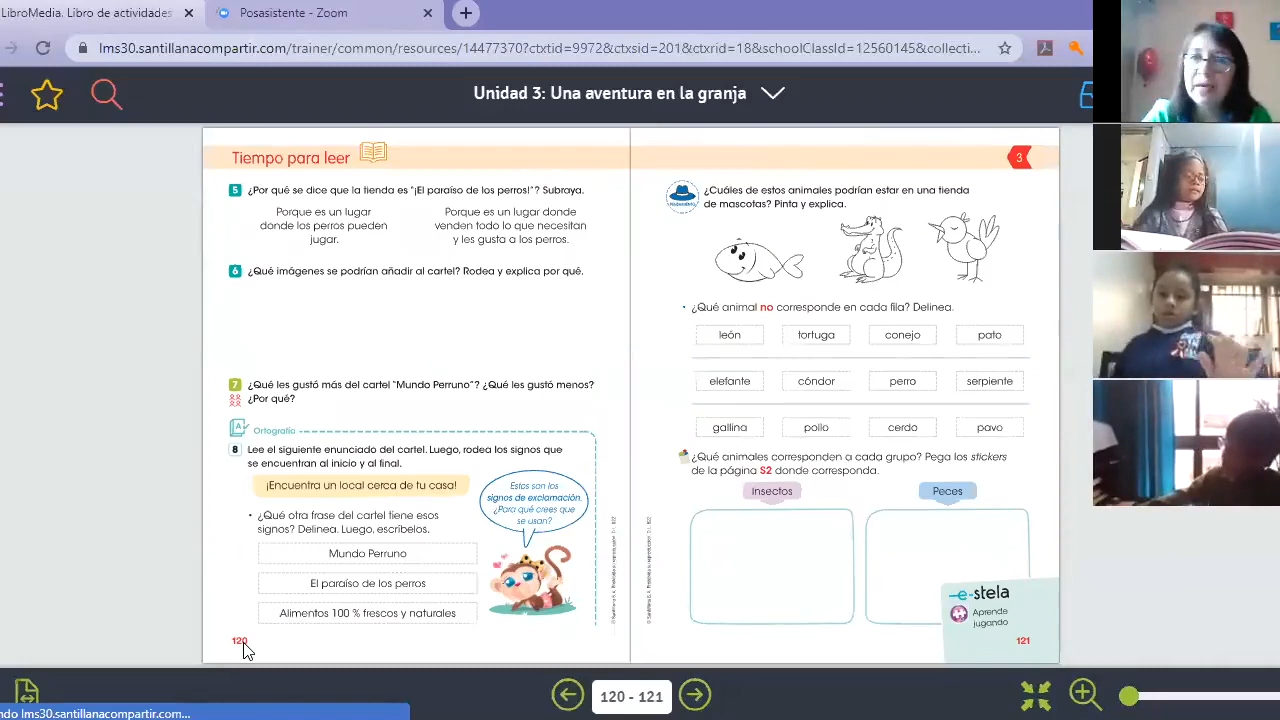 LibroMedia. Libro de actividades
Posasistente - Zoom
lms30.santillanacompartir.com/trainer/common/resources/14477370?ctxtid=9972&ctxsid=201&ctxrid=18&schoolClassId=12560145&collecti...
Unidad 3: Una aventura en la granja
Tiempo para leer
5 ¿Por qué se dice que la tienda es "¡El paraíso de los perros!"? Subraya.
Porque es un lugar
donde los perros pueden
jugar.
Porque es un lugar donde
venden todo lo que necesitan
y les gusta a los perros.
6 ¿Qué imágenes se podrían añadir al cartel? Rodea y explica por qué.
7 ¿Qué les gustó más del cartel "Mundo Perruno"? ¿Qué les gustó menos?
¿Por qué?
Ortografía
8 Lee el siguiente enunciado del cartel. Luego, rodea los signos que
se encuentran al inicio y al final.
¡Encuentra un local cerca de tu casa!
Estos son los
signos de exclamación.
¿Para qué crees que
se usan?
• ¿Qué otra frase del cartel tiene esos
signos? Delinea. Luego, escríbelos.
Mundo Perruno
El paraíso de los perros
Alimentos 100 % frescos y naturales
120
3
¿Cuáles de estos animales podrían estar en una tienda
de mascotas? Pinta y explica.
• ¿Qué animal no corresponde en cada fila? Delinea.
león tortuga conejo pato
elefante cóndor perro serpiente
gallina pollo cerdo pavo
¿Qué animales corresponden a cada grupo? Pega los stickers
de la página S2 donde corresponda.
Insectos Peces
e-stela
Aprende
jugando
121
120 - 121
ndo lms30.santillanacompartir.com...